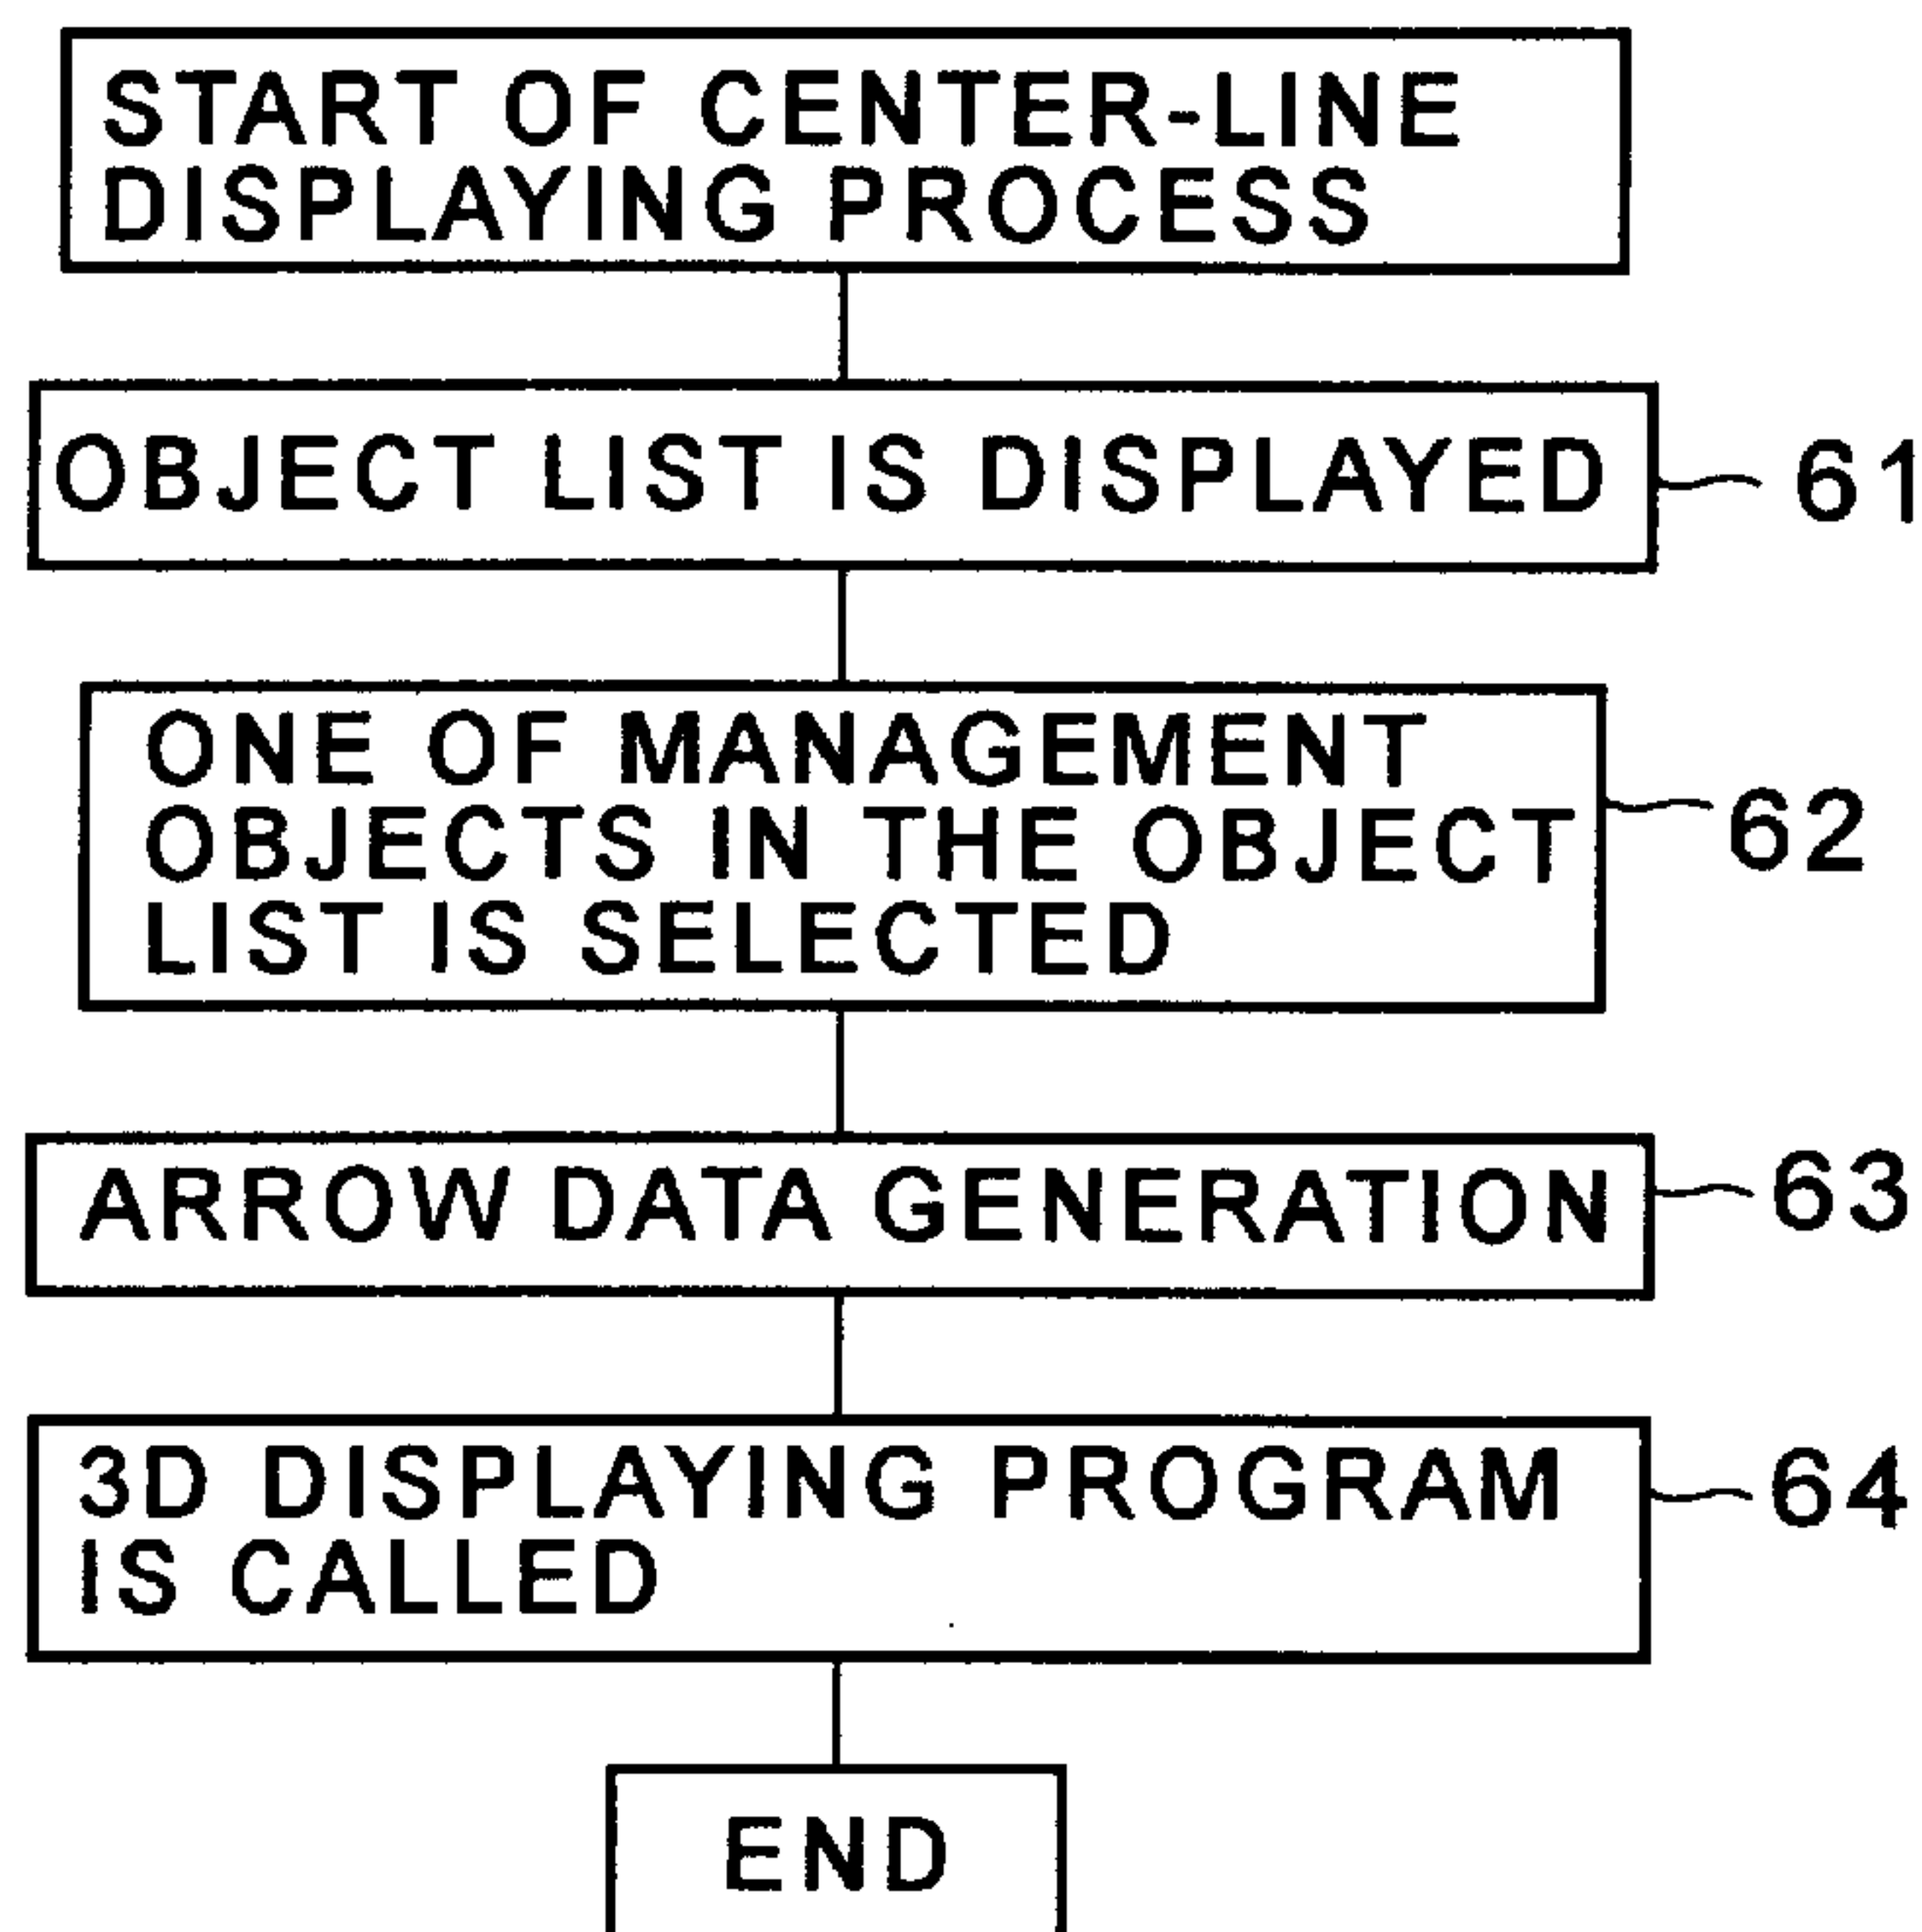 START OF CENTER-LINE
DISPLAYING PROCESS
OBJECT LIST IS DISPLAYED
61
ONE OF MANAGEMENT
OBJECTS IN THE OBJECT
LIST IS SELECTED
62
ARROW DATA GENERATION
63
3D DISPLAYING PROGRAM
IS CALLED
64
END